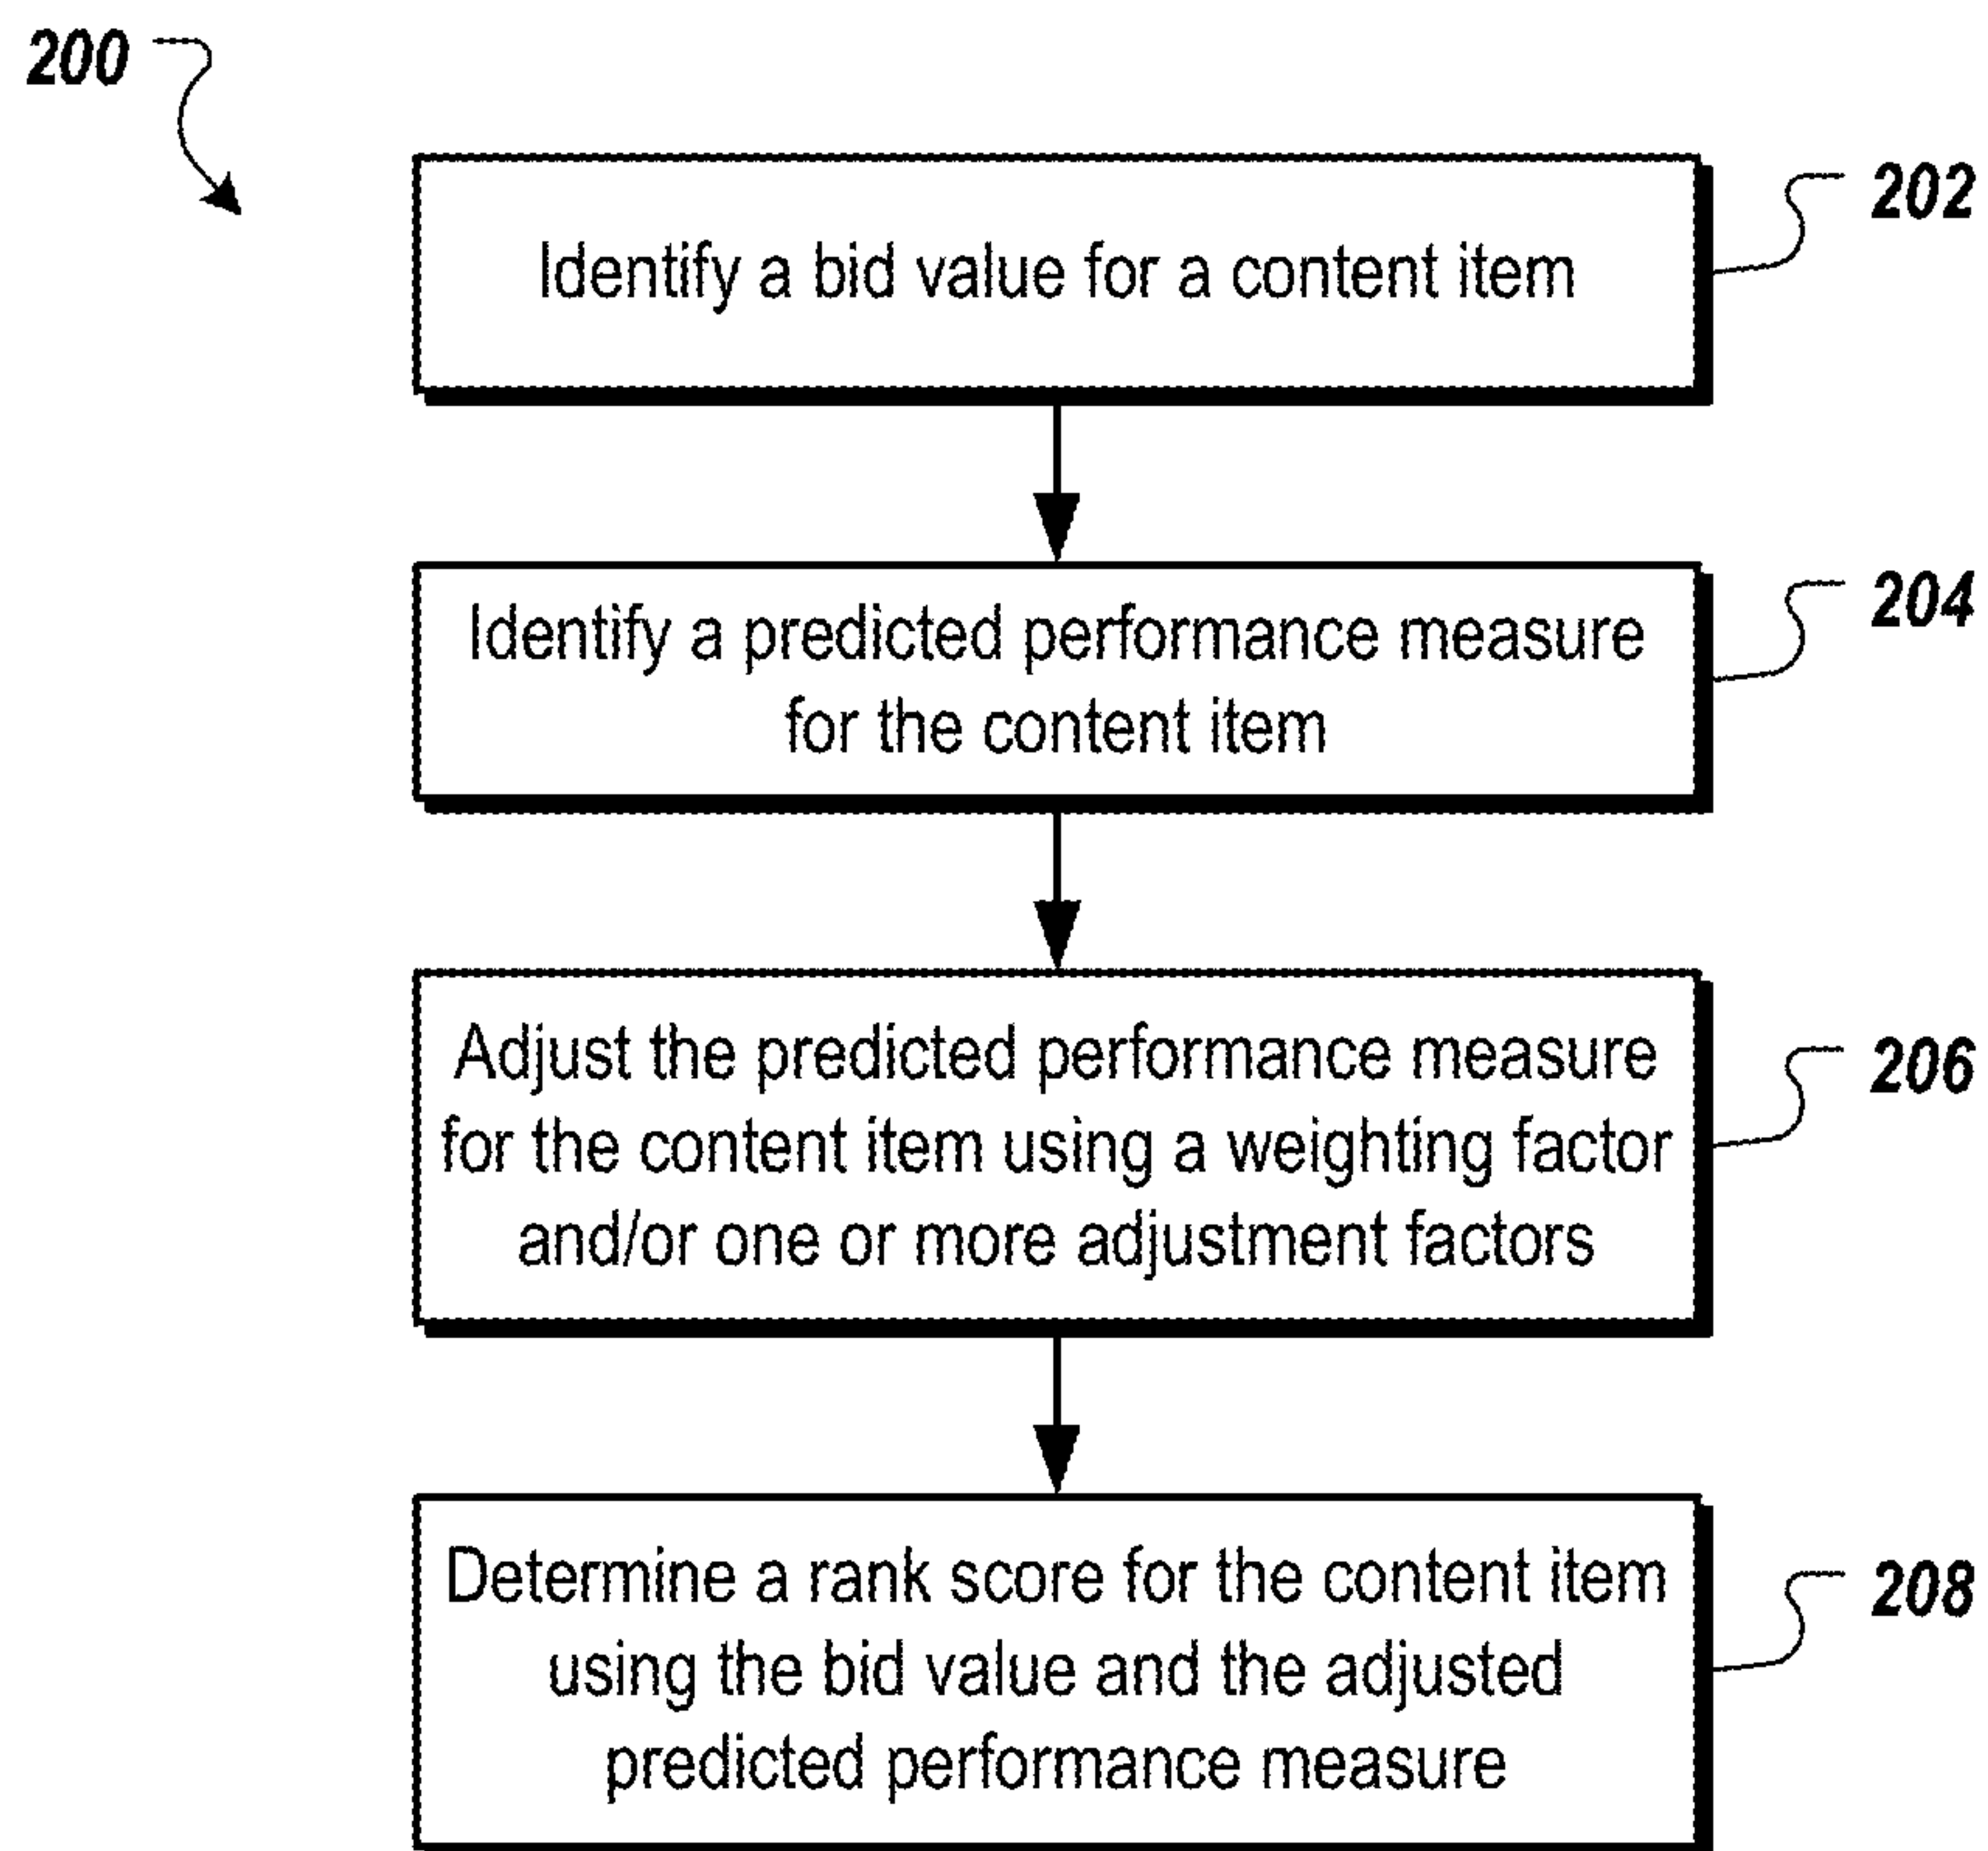 200
202
Identify a bid value for a content item
204
Identify a predicted performance measure
for the content item
206
Adjust the predicted performance measure
for the content item using a weighting factor
and/or one or more adjustment factors
208
Determine a rank score for the content item
using the bid value and the adjusted
predicted performance measure